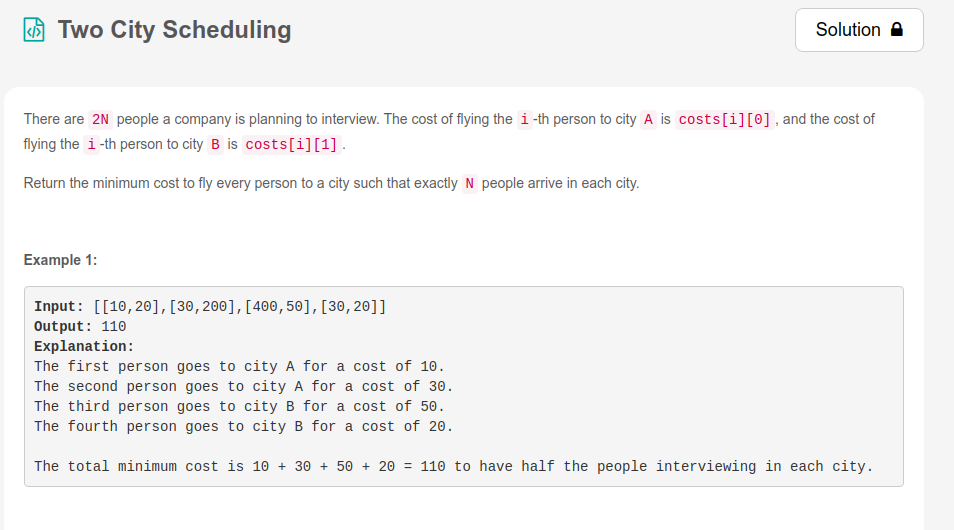 Two City Scheduling
Solution
There are 2N people a company is planning to interview. The cost of flying the i-th person to city A is costs[i][0], and the cost of
flying the i-th person to city B is costs[i][1].
Return the minimum cost to fly every person to a city such that exactly N people arrive in each city.
Example 1:
Input: [[10,20],[30,200],[400,50],[30,20]]
Output: 110
Explanation:
The first person goes to city A for a cost of 10.
The second person goes to city A for a cost of 30.
The third person goes to city B for a cost of 50.
The fourth person goes to city B for a cost of 20.
The total minimum cost is 10 + 30 + 50 + 20 = 110 to have half the people interviewing in each city.